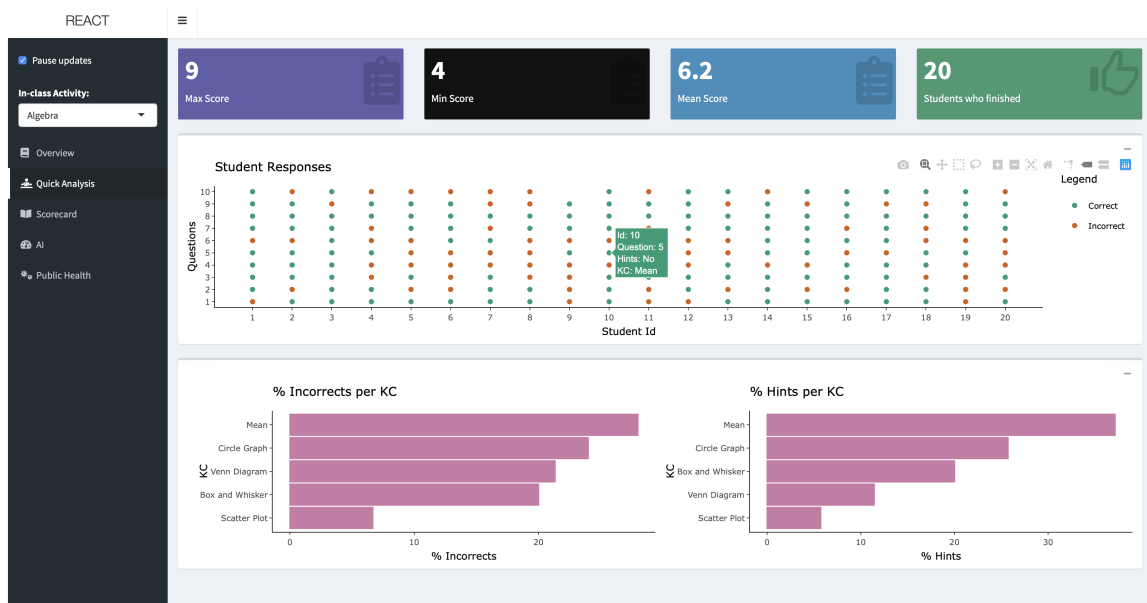 REACT
Pause updates
In-class Activity:
Algebra
Overview
Quick Analysis
Scorecard
AI
Public Health
9
Max Score
4
Min Score
6.2
Mean Score
20
Students who finished
Student Responses
Questions
10
9
8
7
6
5
4
3
2
1
1 2 3 4 5 6 7 8 9 10 11 12 13 14 15 16 17 18 19 20
Student Id
Id: 10
Question: 5
Hints: No
KC: Mean
Legend
Correct
Incorrect
% Incorrects per KC
KC
Mean
Circle Graph
Venn Diagram
Box and Whisker
Scatter Plot
0 10 20
% Incorrects
% Hints per KC
KC
Mean
Circle Graph
Box and Whisker
Venn Diagram
Scatter Plot
0 10 20 30
% Hints